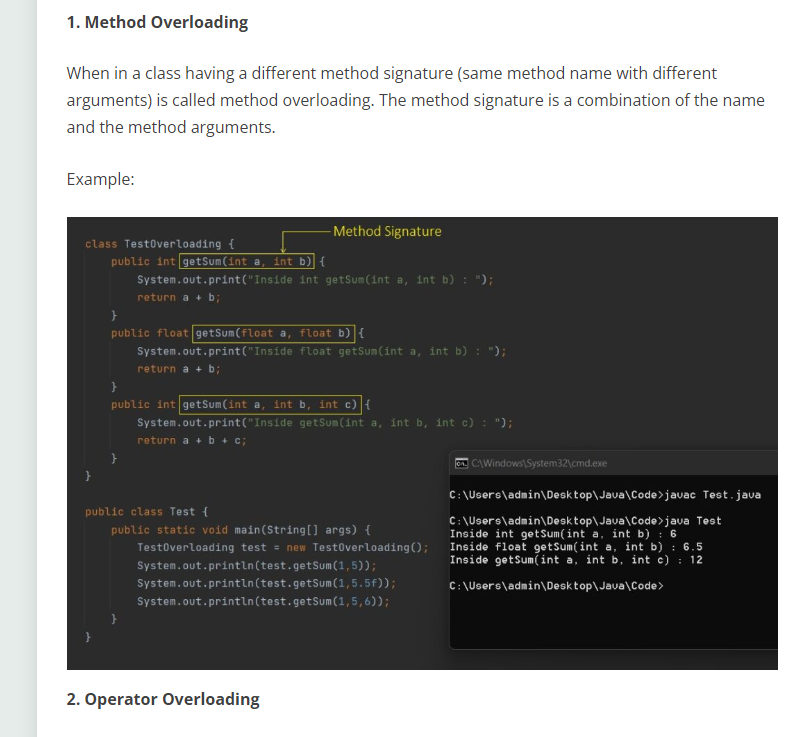 1. Method Overloading
When in a class having a different method signature (same method name with different
arguments) is called method overloading. The method signature is a combination of the name
and the method arguments.
Example:
Method Signature
class TestOverloading {
public int getSum(int a, int b) {
System.out.print("Inside int getSum(int a, int b) : ");
return a + b;
}
public float getSum(float a, float b) {
System.out.print("Inside float getSum(int a, int b) : ");
return a + b;
}
public int getSum(int a, int b, int c) {
System.out.print("Inside getSum(int a, int b, int c) : ");
return a + b + c;
}
}
public class Test {
public static void main(String[] args) {
TestOverloading test = new TestOverloading();
System.out.println(test.getSum(1,5));
System.out.println(test.getSum(1,5.5f));
System.out.println(test.getSum(1,5,6));
}
}
C:\Windows\System32\cmd.exe
C:\Users\admin\Desktop\Java\Code>javac Test.java
C:\Users\admin\Desktop\Java\Code>java Test
Inside int getSum(int a, int b) : 6
Inside float getSum(int a, int b) : 6.5
Inside getSum(int a, int b, int c) : 12
C:\Users\admin\Desktop\Java\Code>
2. Operator Overloading